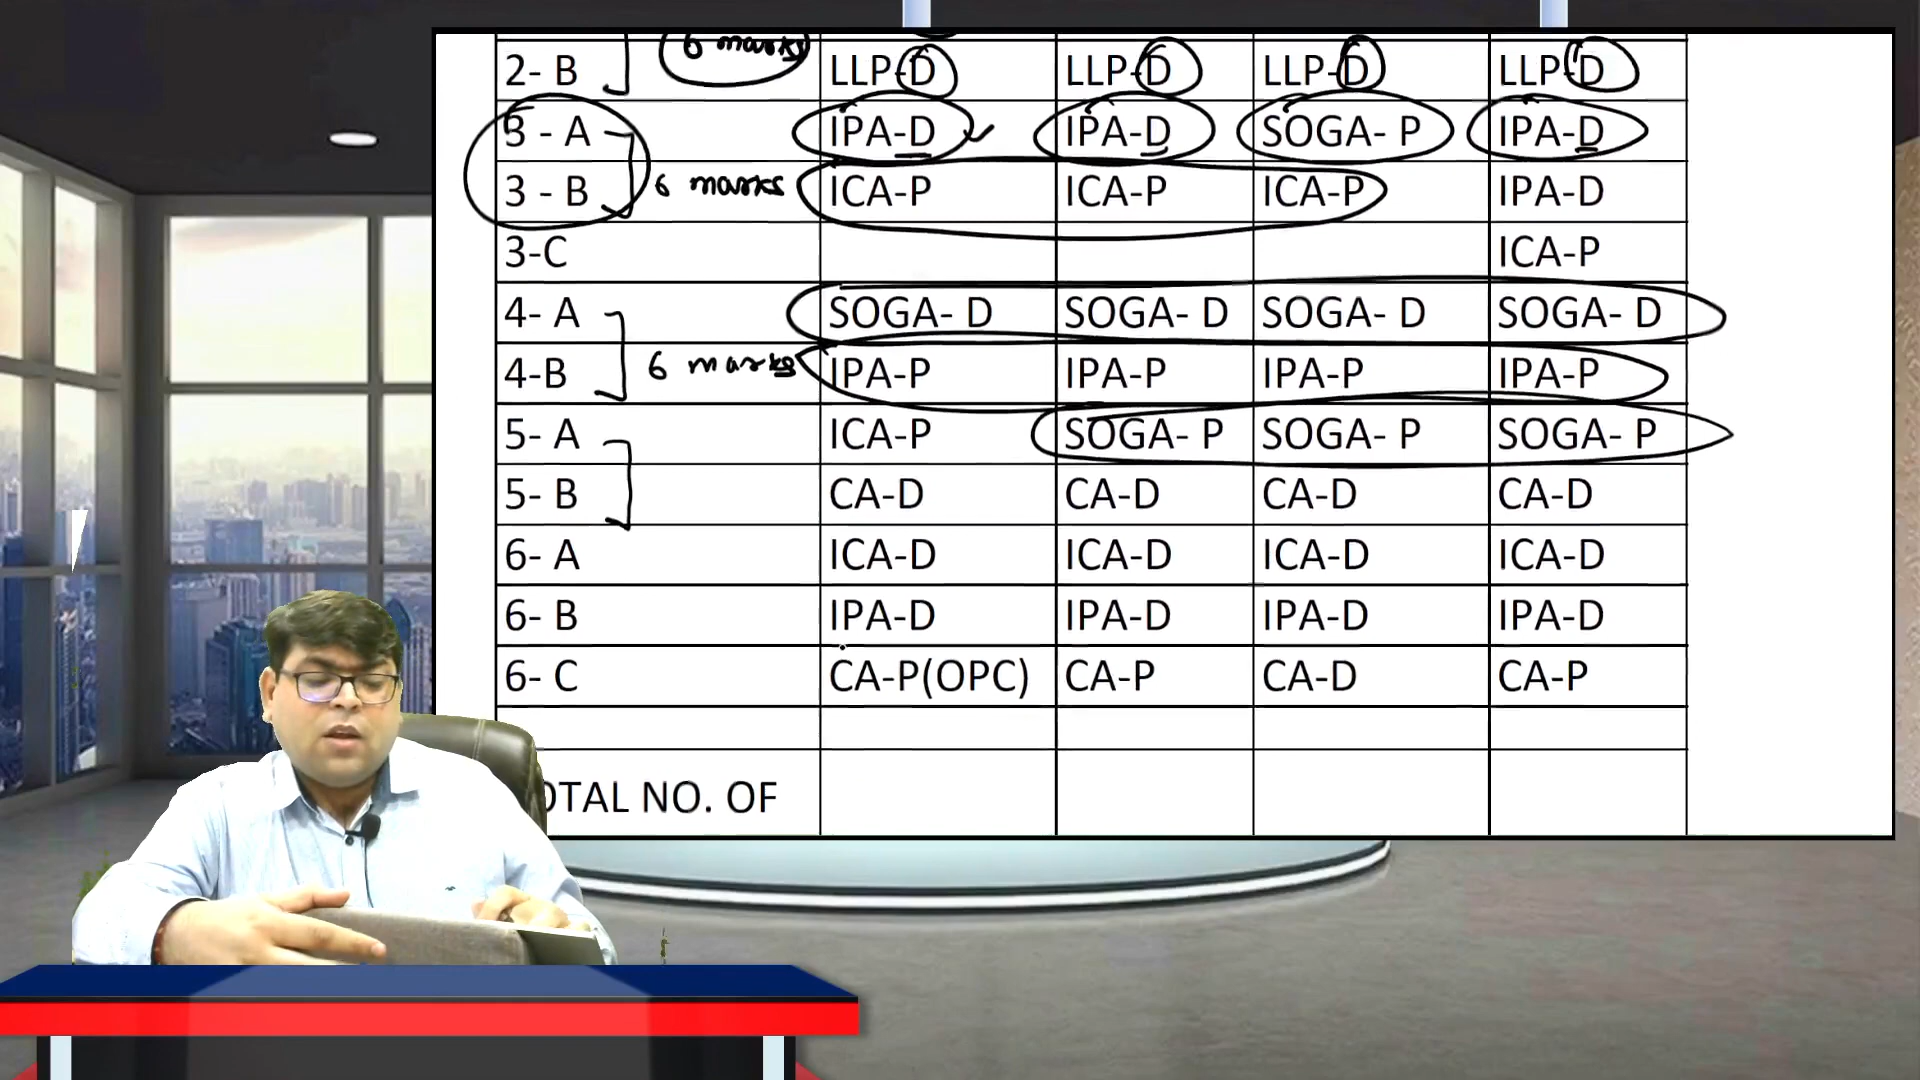 2- B 6 marks LLP-D LLP-D LLP-D LLP-D
3 - A IPA-D IPA-D SOGA- P IPA-D
3 - B 6 marks ICA-P ICA-P ICA-P IPA-D
3-C ICA-P
4- A SOGA- D SOGA- D SOGA- D SOGA- D
4-B 6 marks IPA-P IPA-P IPA-P IPA-P
5- A ICA-P SOGA- P SOGA- P SOGA- P
5- B CA-D CA-D CA-D CA-D
6- A ICA-D ICA-D ICA-D ICA-D
6- B IPA-D IPA-D IPA-D IPA-D
6- C CA-P(OPC) CA-P CA-D CA-P
OTAL NO. OF